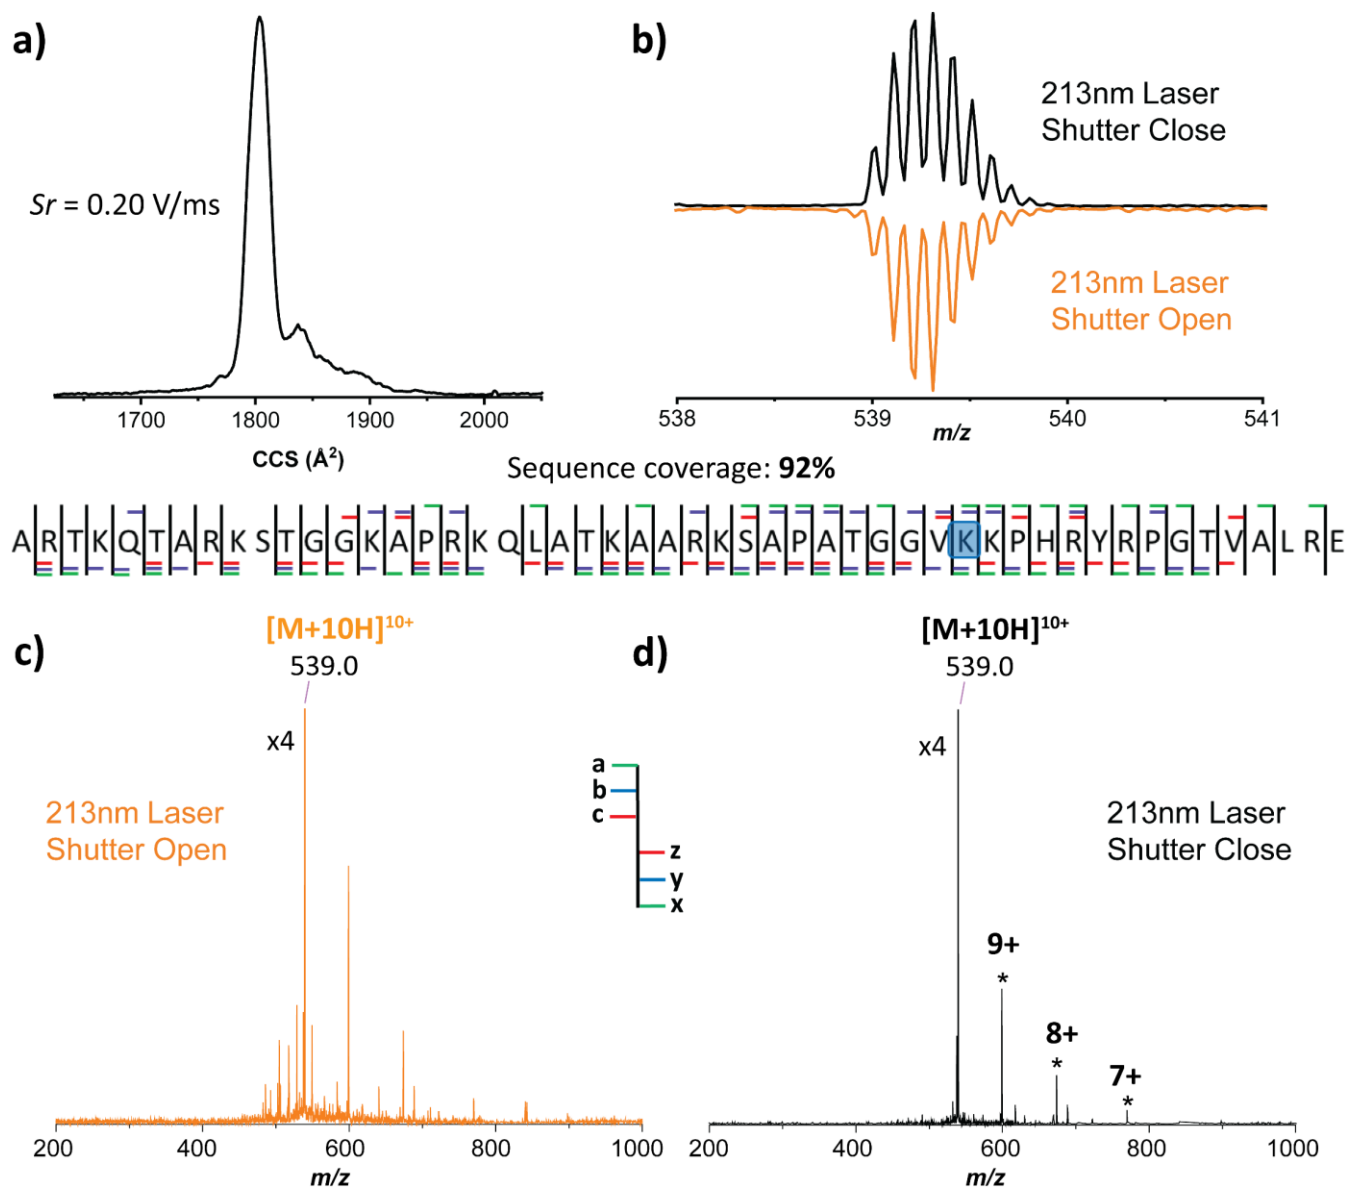 a)
Sr = 0.20 V/ms
1700 1800 1900 2000
CCS (Å²)
b)
213nm Laser
Shutter Close
213nm Laser
Shutter Open
538 539 540 541
m/z
Sequence coverage: 92%
A R T K Q T A R K S T G G K A P R K Q L A T K A A R K S A P A T G G V K K P H R Y R P G T V A L R E
c)
[M+10H]¹⁰⁺
539.0
x4
213nm Laser
Shutter Open
200 400 600 800 1000
m/z
a
b
c
z
y
x
d)
[M+10H]¹⁰⁺
539.0
x4
213nm Laser
Shutter Close
9+
*
8+
*
7+
*
200 400 600 800 1000
m/z